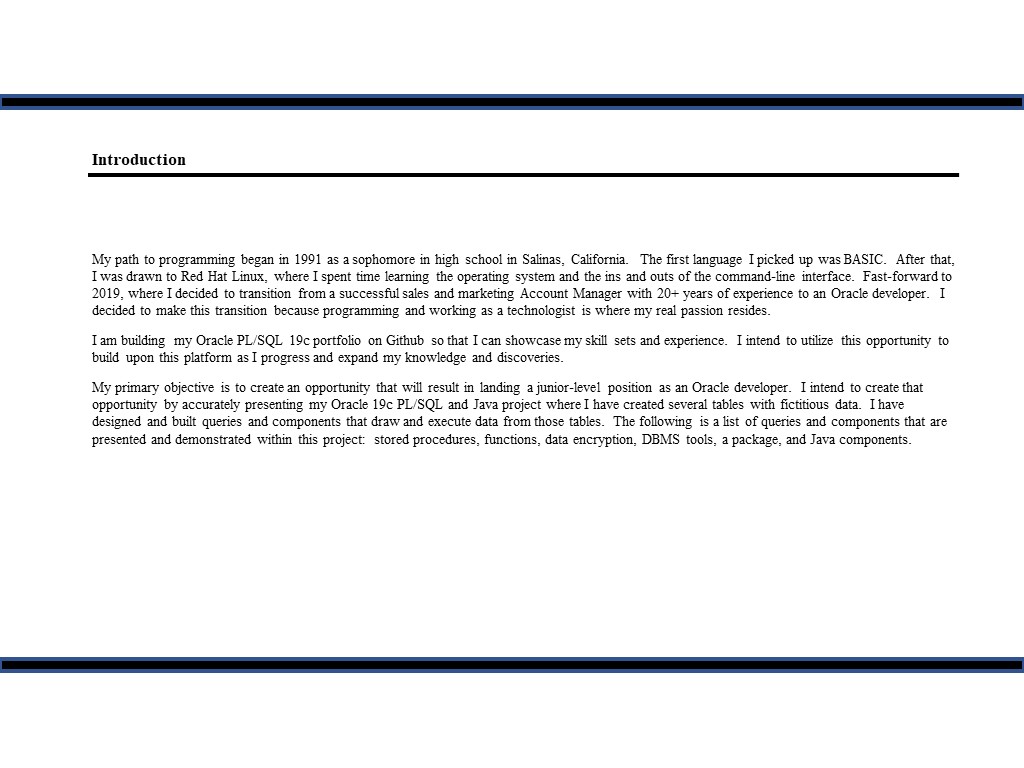 Introduction
My path to programming began in 1991 as a sophomore in high school in Salinas, California. The first language I picked up was BASIC. After that,
I was drawn to Red Hat Linux, where I spent time learning the operating system and the ins and outs of the command-line interface. Fast-forward to
2019, where I decided to transition from a successful sales and marketing Account Manager with 20+ years of experience to an Oracle developer. I
decided to make this transition because programming and working as a technologist is where my real passion resides.
I am building my Oracle PL/SQL 19c portfolio on Github so that I can showcase my skill sets and experience. I intend to utilize this opportunity to
build upon this platform as I progress and expand my knowledge and discoveries.
My primary objective is to create an opportunity that will result in landing a junior-level position as an Oracle developer. I intend to create that
opportunity by accurately presenting my Oracle 19c PL/SQL and Java project where I have created several tables with fictitious data. I have
designed and built queries and components that draw and execute data from those tables. The following is a list of queries and components that are
presented and demonstrated within this project: stored procedures, functions, data encryption, DBMS tools, a package, and Java components.